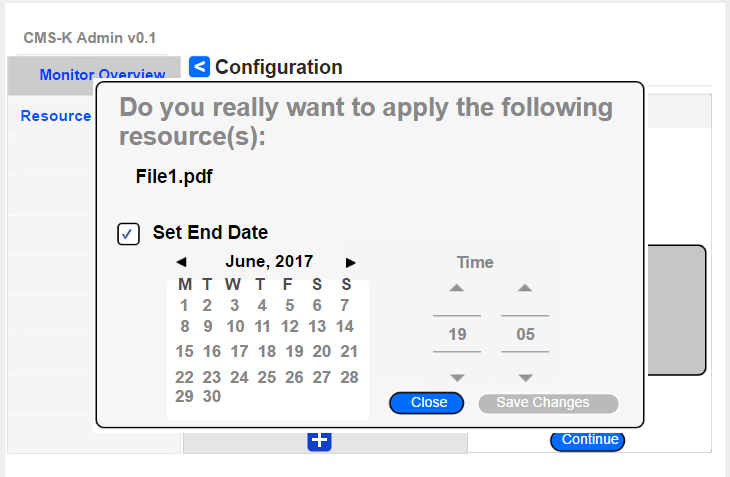 CMS-K Admin v0.1
Monitor Overview
< Configuration
Resource
Do you really want to apply the following
resource(s):
File1.pdf
✓ Set End Date
◄ June, 2017 ►
Time
M T W T F S S
1 2 3 4 5 6 7
8 9 10 11 12 13 14
15 16 17 18 19 20 21
22 23 24 25 26 27 28
29 30
19 05
Close Save Changes
+ Continue